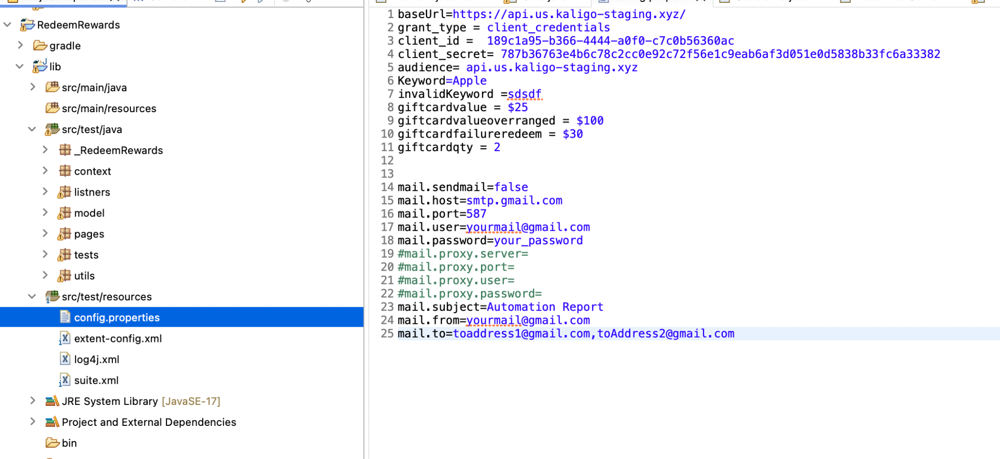 RedeemRewards
gradle
lib
src/main/java
src/main/resources
src/test/java
_RedeemRewards
context
listners
model
pages
tests
utils
src/test/resources
config.properties
extent-config.xml
log4j.xml
suite.xml
JRE System Library [JavaSE-17]
Project and External Dependencies
bin
1 baseUrl=https://api.us.kaligo-staging.xyz/
2 grant_type = client_credentials
3 client_id =  189c1a95-b366-4444-a0f0-c7c0b56360ac
4 client_secret= 787b36763e4b6c78c2cc0e92c72f56e1c9eab6af3d051e0d5838b33fc6a33382
5 audience= api.us.kaligo-staging.xyz
6 Keyword=Apple
7 invalidKeyword =sdsdf
8 giftcardvalue = $25
9 giftcardvalueoverranged = $100
10 giftcardfailureredeem = $30
11 giftcardqty = 2
12
13
14 mail.sendmail=false
15 mail.host=smtp.gmail.com
16 mail.port=587
17 mail.user=yourmail@gmail.com
18 mail.password=your_password
19 #mail.proxy.server=
20 #mail.proxy.port=
21 #mail.proxy.user=
22 #mail.proxy.password=
23 mail.subject=Automation Report
24 mail.from=yourmail@gmail.com
25 mail.to=toaddress1@gmail.com,toAddress2@gmail.com